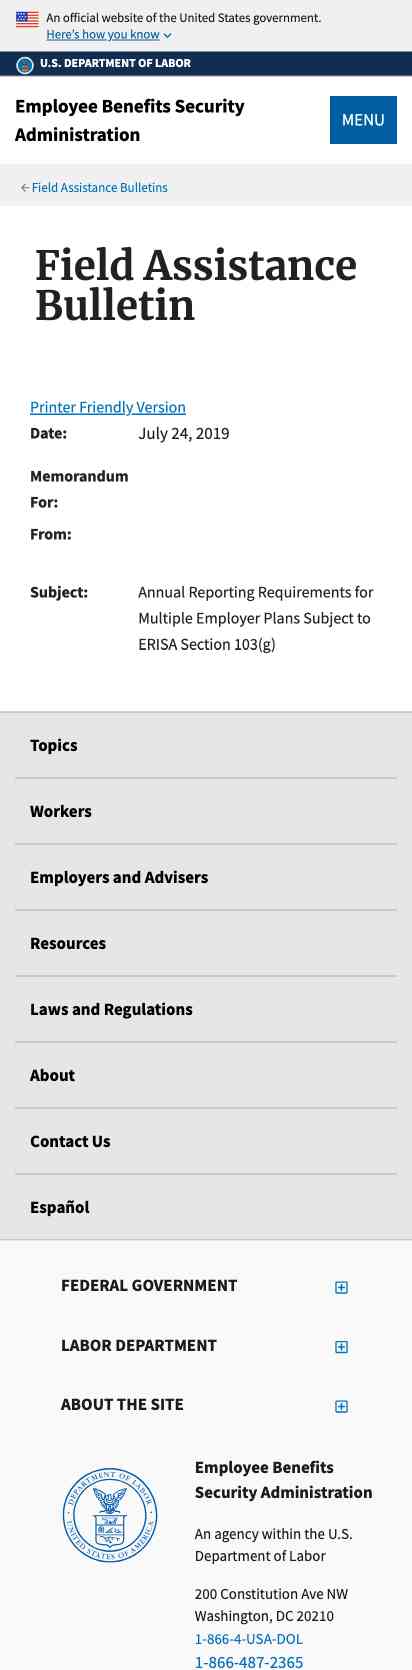 An official website of the United States government.
Here's how you know
U.S. DEPARTMENT OF LABOR
Employee Benefits Security
Administration
MENU
Field Assistance Bulletins
Field Assistance
Bulletin
Printer Friendly Version
Date: July 24, 2019
Memorandum
For:
From:
Subject: Annual Reporting Requirements for
Multiple Employer Plans Subject to
ERISA Section 103(g)
Topics
Workers
Employers and Advisers
Resources
Laws and Regulations
About
Contact Us
Español
FEDERAL GOVERNMENT
LABOR DEPARTMENT
ABOUT THE SITE
DEPARTMENT OF LABOR
UNITED STATES OF AMERICA
Employee Benefits
Security Administration
An agency within the U.S.
Department of Labor
200 Constitution Ave NW
Washington, DC 20210
1-866-4-USA-DOL
1-866-487-2365